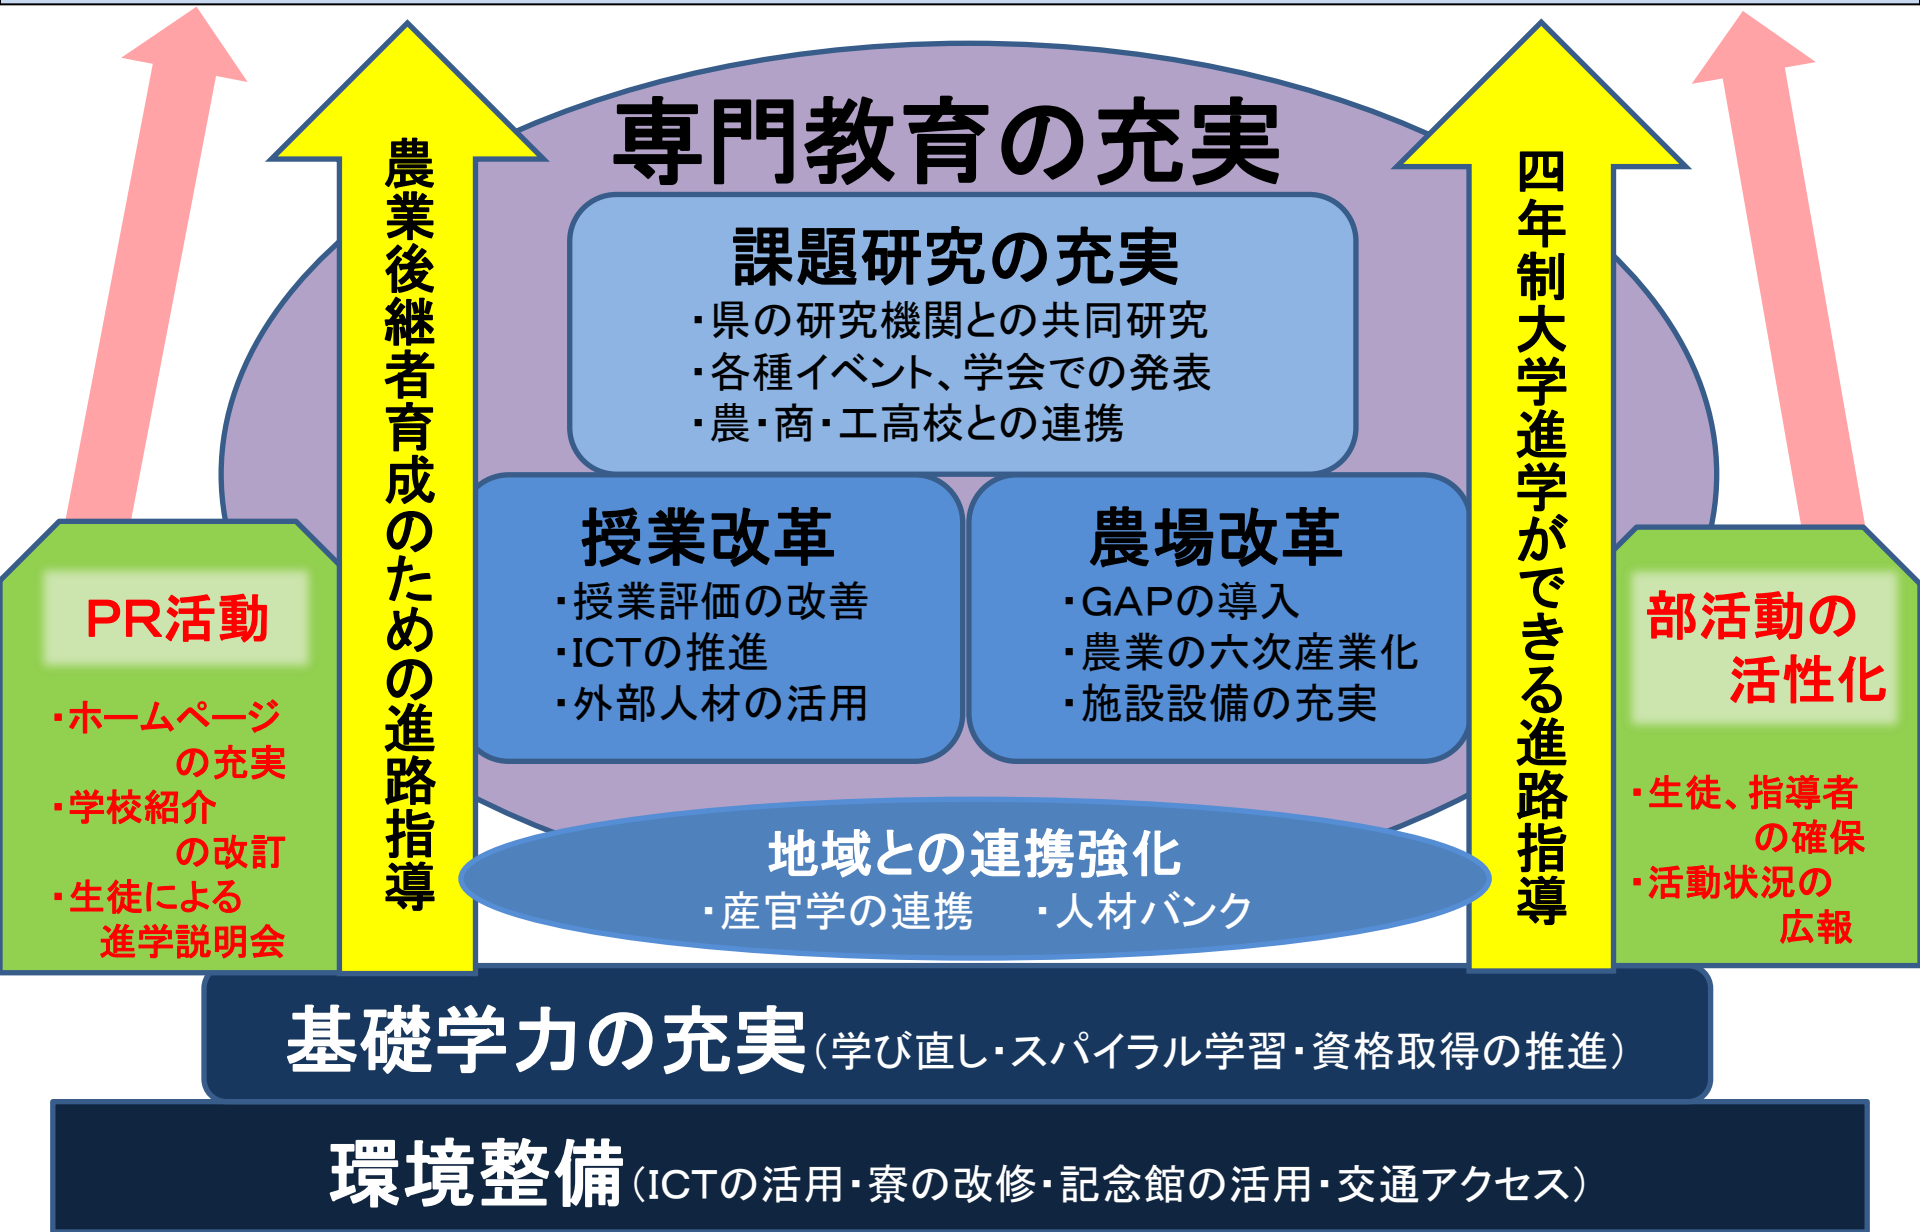 専門教育の充実
課題研究の充実
・県の研究機関との共同研究
・各種イベント、学会での発表
・農・商・工高校との連携
授業改革
・授業評価の改善
・ICTの推進
・外部人材の活用
農場改革
・GAPの導入
・農業の六次産業化
・施設設備の充実
農業後継者育成のための進路指導
四年制大学進学ができる進路指導
PR活動
・ホームページ
の充実
・学校紹介
の改訂
・生徒による
進学説明会
部活動の
活性化
・生徒、指導者
の確保
・活動状況の
広報
地域との連携強化
・産官学の連携　・人材バンク
基礎学力の充実（学び直し・スパイラル学習・資格取得の推進）
環境整備（ICTの活用・寮の改修・記念館の活用・交通アクセス）